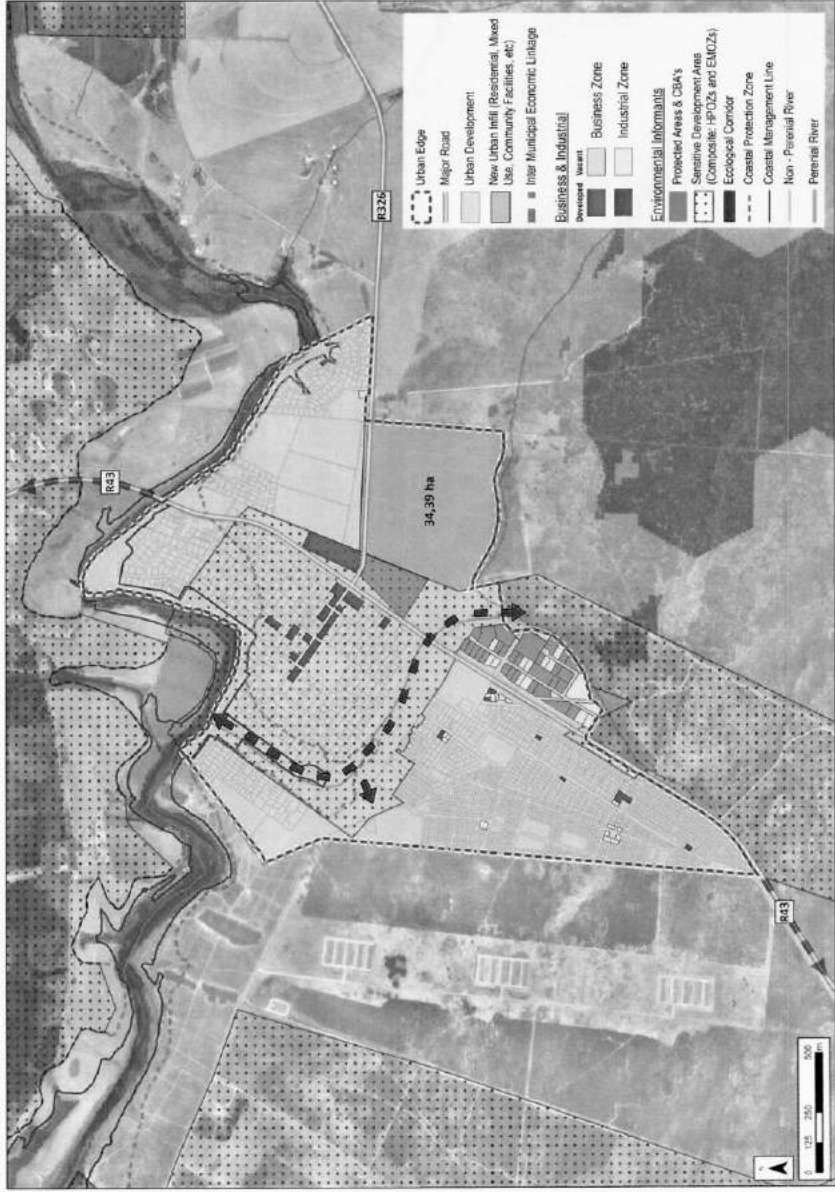 R43
R326
34,39 ha
R43
Urban Edge
Major Road
Urban Development
New Urban Infill (Residential, Mixed
Use, Community Facilities, etc)
Inter Municipal Economic Linkage
Business & Industrial
Developed Vacant
Business Zone
Industrial Zone
Environmental Informants
Protected Areas & CBA's
Sensitive Development Area
(Composite: HPOZs and EMOZs)
Ecological Corridor
Coastal Protection Zone
Coastal Management Line
Non - Perenial River
Perenial River
0 125 250 500
m